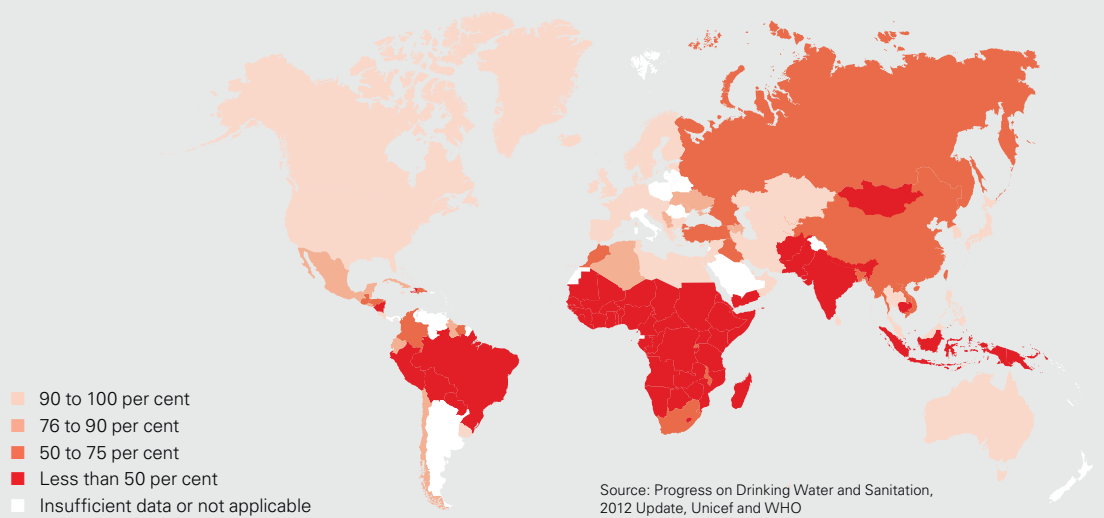 90 to 100 per cent
76 to 90 per cent
50 to 75 per cent
Less than 50 per cent
Insufficient data or not applicable
Source: Progress on Drinking Water and Sanitation,
2012 Update, Unicef and WHO